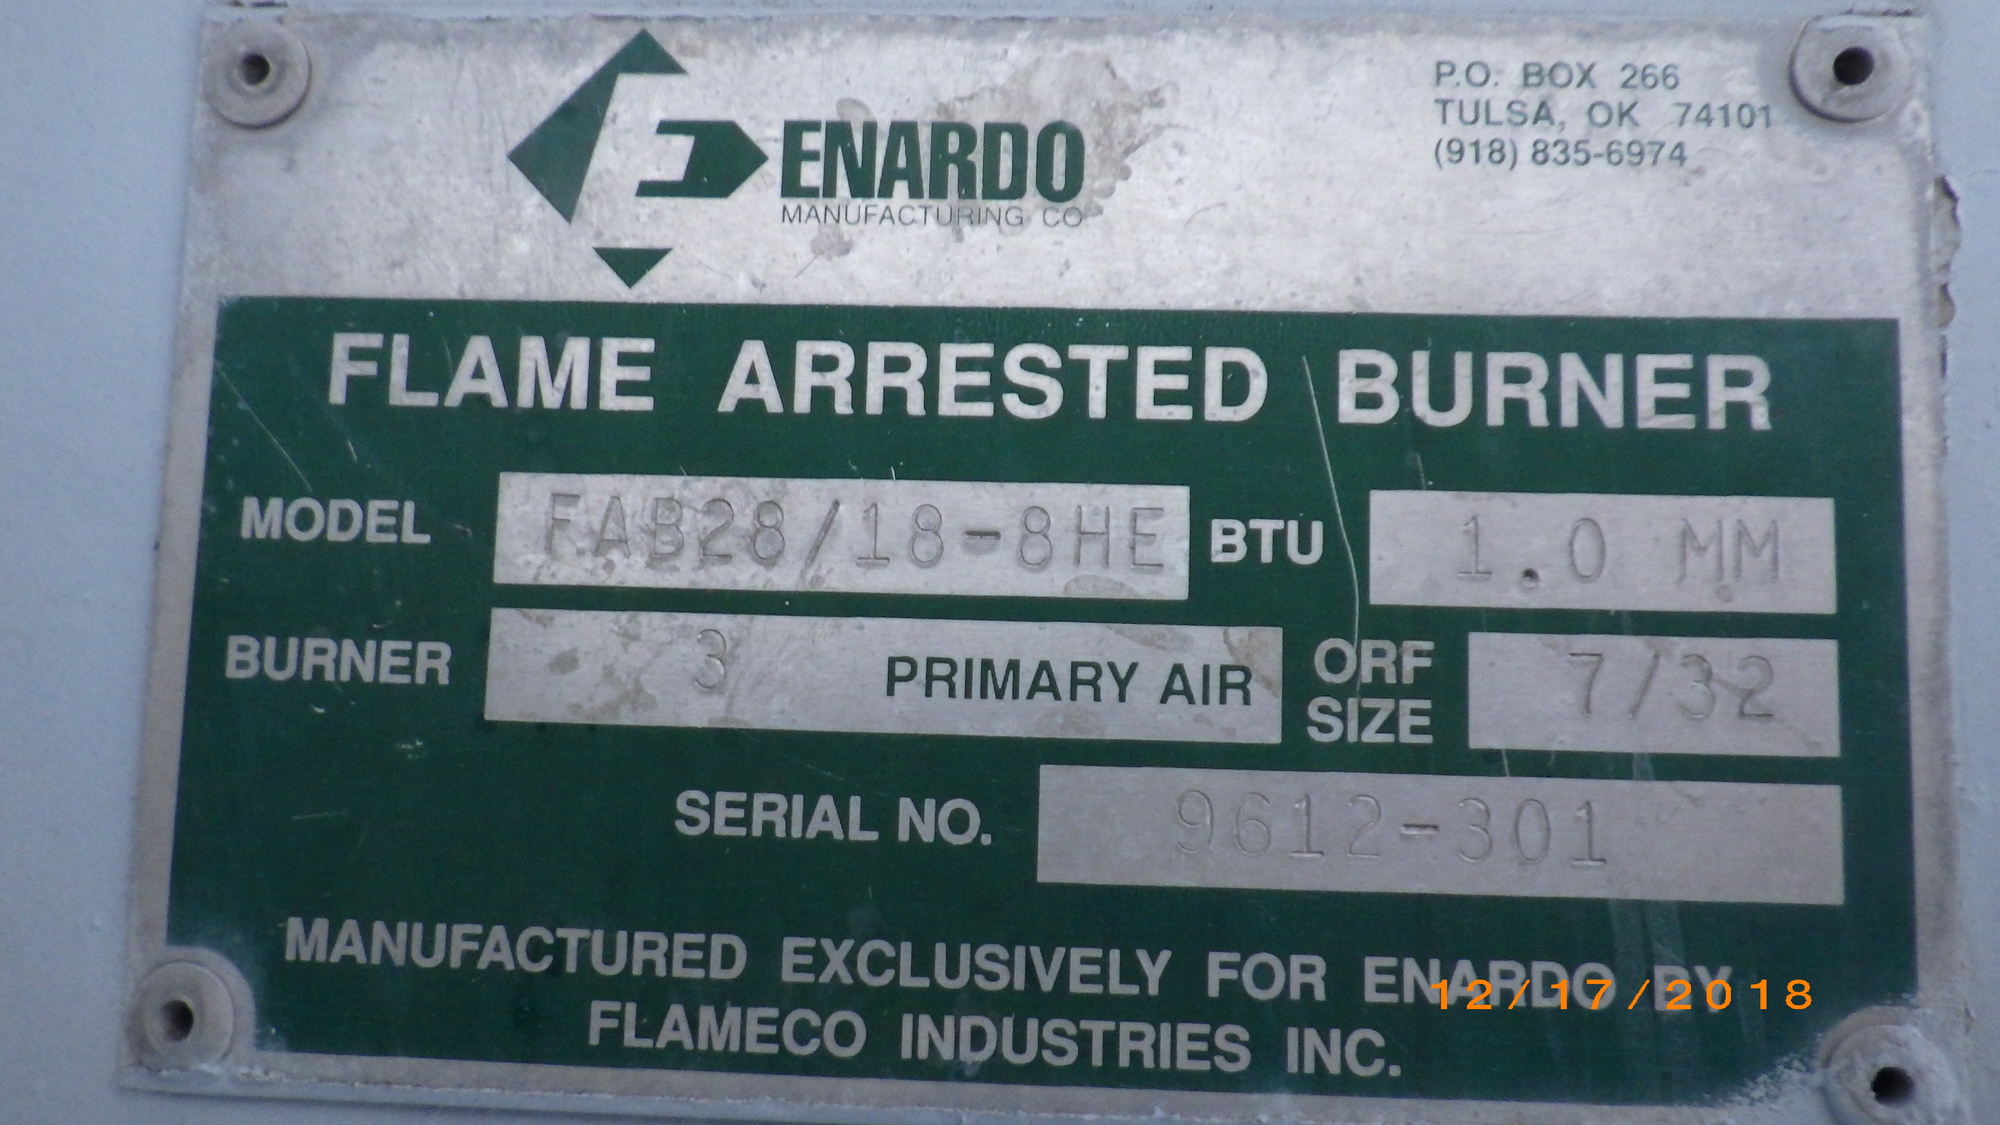 ENARDO
MANUFACTURING CO
P.O. BOX 266
TULSA, OK 74101
(918) 835-6974
FLAME ARRESTED BURNER
MODEL FAB28/18-8HE BTU 1.0 MM
BURNER 3 PRIMARY AIR ORF SIZE 7/32
SERIAL NO. 9612-301
MANUFACTURED EXCLUSIVELY FOR ENARDO BY
FLAMECO INDUSTRIES INC.
12/17/2018